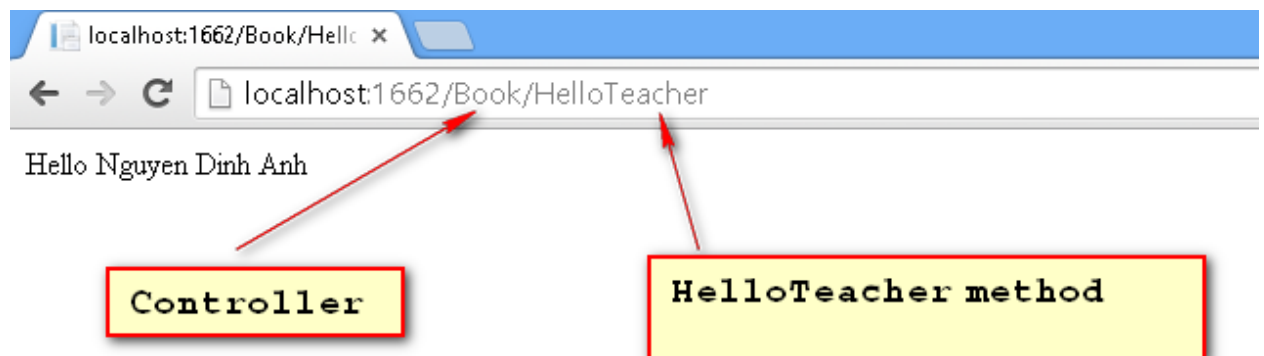 localhost:1662/Book/Hello
localhost:1662/Book/HelloTeacher
Hello Nguyen Dinh Anh
Controller
HelloTeacher method